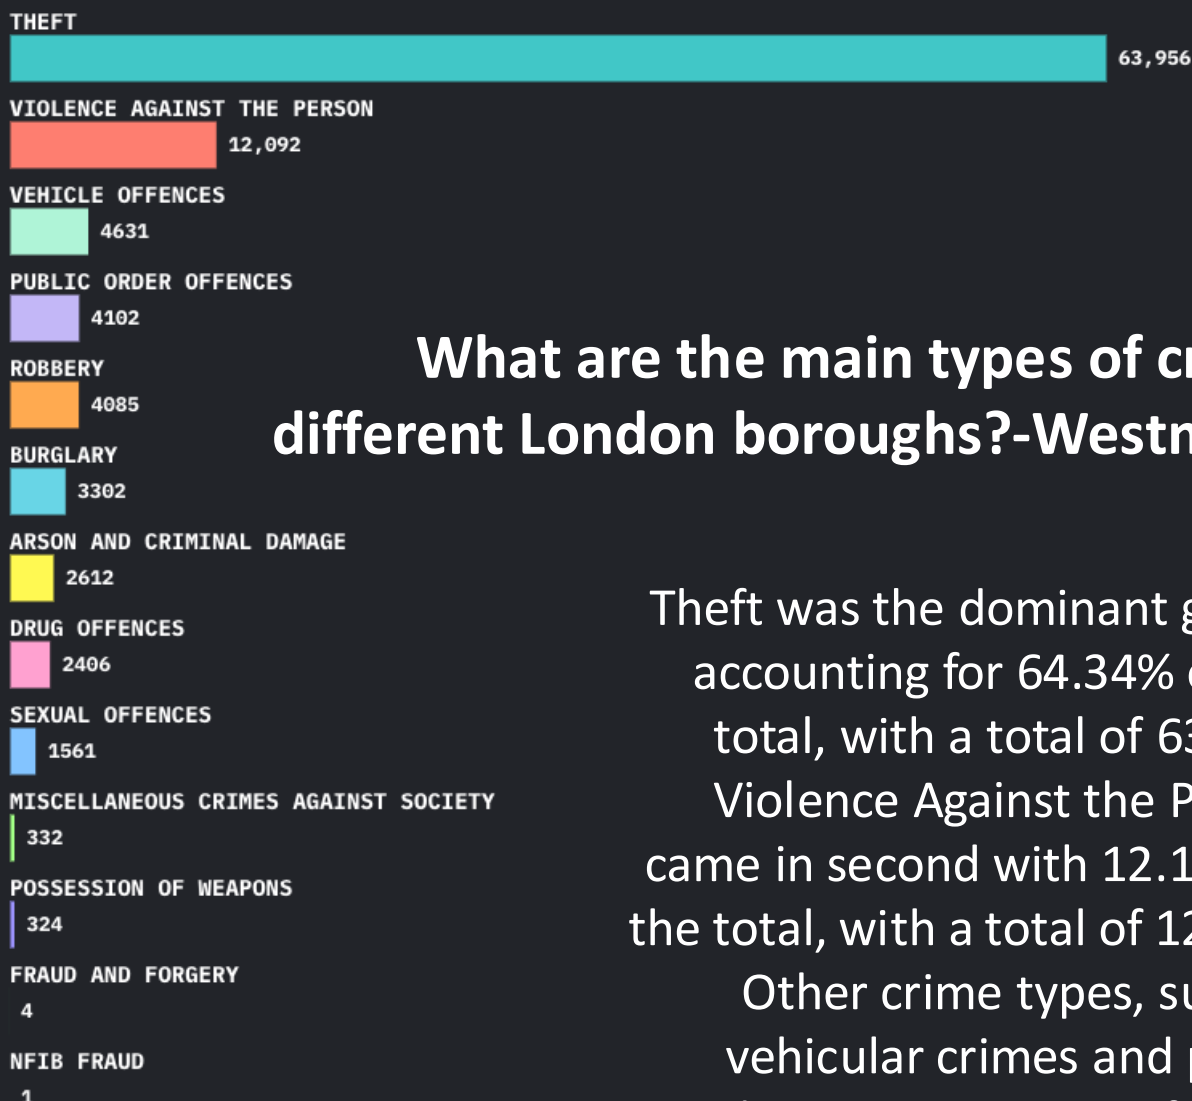 THEFT
63,956
VIOLENCE AGAINST THE PERSON
12,092
VEHICLE OFFENCES
4631
PUBLIC ORDER OFFENCES
4102
ROBBERY
4085
BURGLARY
3302
ARSON AND CRIMINAL DAMAGE
2612
DRUG OFFENCES
2406
SEXUAL OFFENCES
1561
MISCELLANEOUS CRIMES AGAINST SOCIETY
332
POSSESSION OF WEAPONS
324
FRAUD AND FORGERY
4
NFIB FRAUD
1
What are the main types of
different London boroughs?-
Theft was the dominant
accounting for 64.34%
total, with a total of
Violence Against the
came in second with 12.1
the total, with a total of
Other crime types,
vehicular crimes and